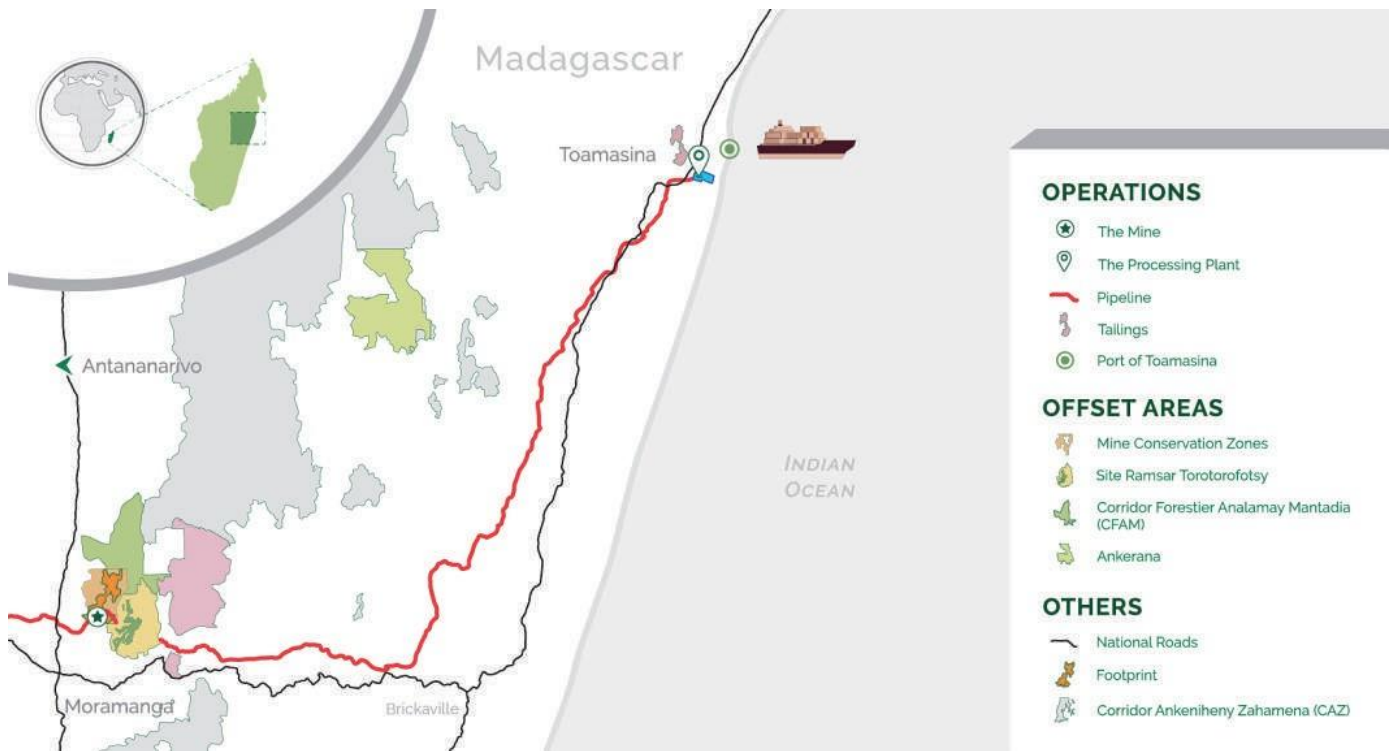 Madagascar
Toamasina
Antananarivo
INDIAN
OCEAN
Moramanga
Brickaville
OPERATIONS
The Mine
The Processing Plant
Pipeline
Tailings
Port of Toamasina
OFFSET AREAS
Mine Conservation Zones
Site Ramsar Torotorofotsy
Corridor Forestier Analamay Mantadia
(CFAM)
Ankerana
OTHERS
National Roads
Footprint
Corridor Ankeniheny Zahamena (CAZ)